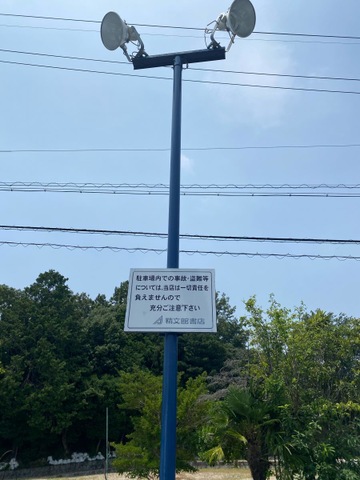 駐車場内での事故・盗難等
については、当店は一切責任を
負えませんので
充分ご注意下さい
精文館書店